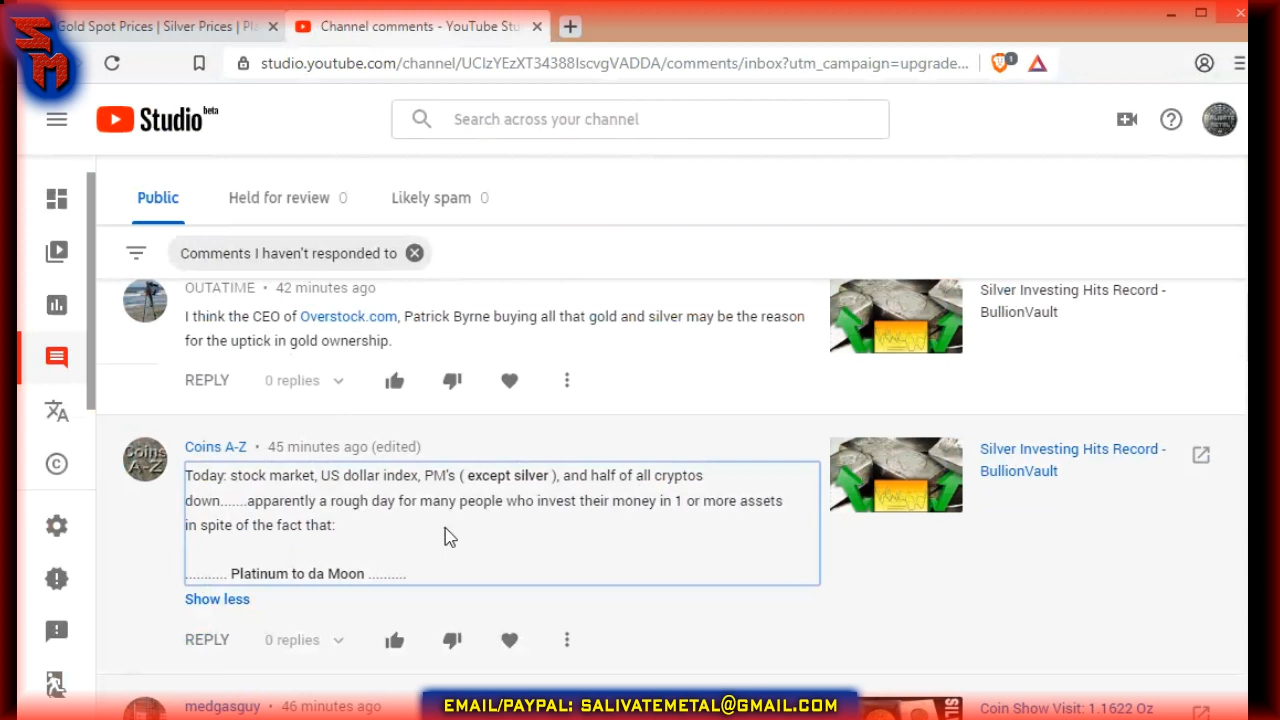 SM
Gold Spot Prices | Silver Prices | Pla
Channel comments - YouTube Stu
studio.youtube.com/channel/UCIzYEzXT34388IscvgVADDA/comments/inbox?utm_campaign=upgrade...
1
Studio beta
Search across your channel
Public
Held for review 0
Likely spam 0
Comments I haven't responded to
OUTATIME • 42 minutes ago
I think the CEO of Overstock.com, Patrick Byrne buying all that gold and silver may be the reason
for the uptick in gold ownership.
REPLY 0 replies
Silver Investing Hits Record -
BullionVault
Coins A-Z
Coins A-Z • 45 minutes ago (edited)
Today: stock market, US dollar index, PM's ( except silver ), and half of all cryptos
down.......apparently a rough day for many people who invest their money in 1 or more assets
in spite of the fact that:
.......... Platinum to da Moon .........
Show less
REPLY 0 replies
Silver Investing Hits Record -
BullionVault
medgasguy • 46 minutes ago
Coin Show Visit: 1.1622 Oz
EMAIL/PAYPAL: SALIVATEMETAL@GMAIL.COM